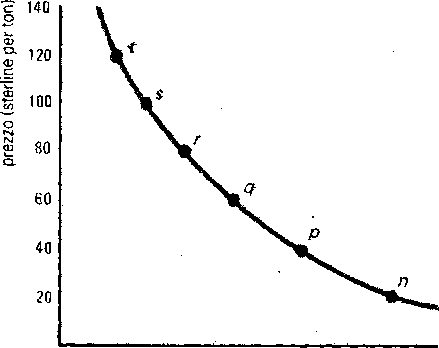 prezzo (sterline per ton)
140
120
100
80
60
40
20
t
s
r
q
p
n